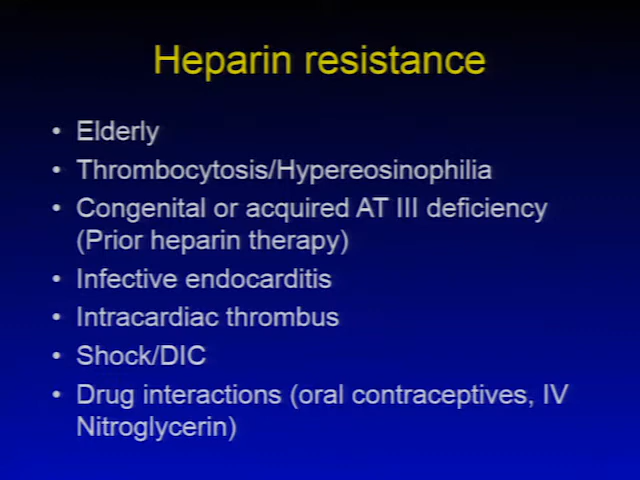 Heparin resistance
• Elderly
• Thrombocytosis/Hypereosinophilia
• Congenital or acquired AT III deficiency
(Prior heparin therapy)
• Infective endocarditis
• Intracardiac thrombus
• Shock/DIC
• Drug interactions (oral contraceptives, IV
Nitroglycerin)